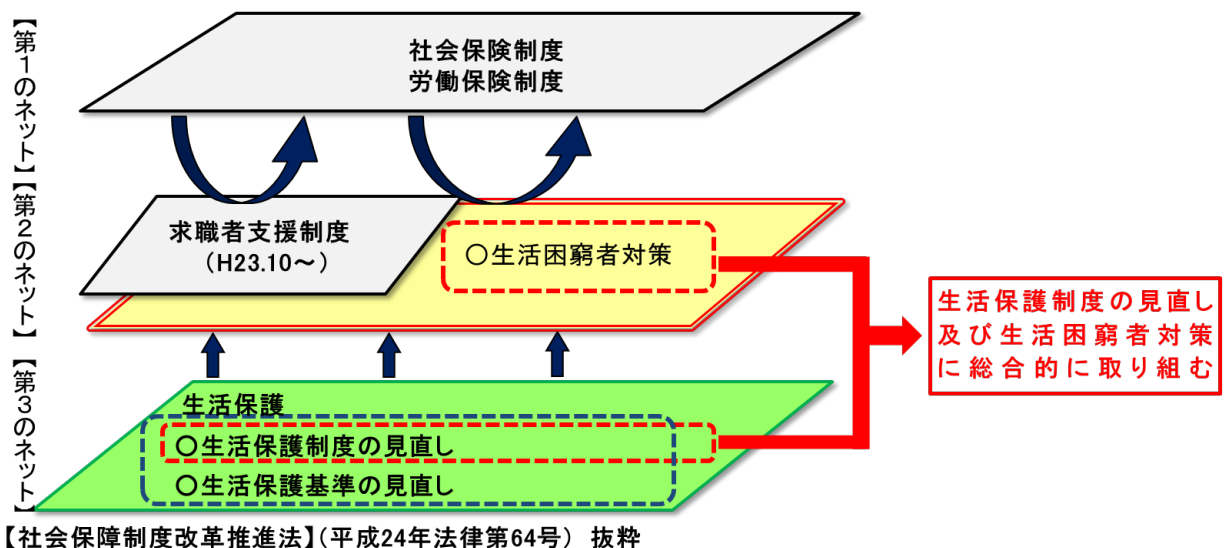 【第1のネット】
社会保険制度
労働保険制度
【第2のネット】
求職者支援制度
(H23.10～)
○生活困窮者対策
生活保護制度の見直し
及び生活困窮者対策
に総合的に取り組む
【第3のネット】
生活保護
○生活保護制度の見直し
○生活保護基準の見直し
【社会保障制度改革推進法】(平成24年法律第64号) 抜粋